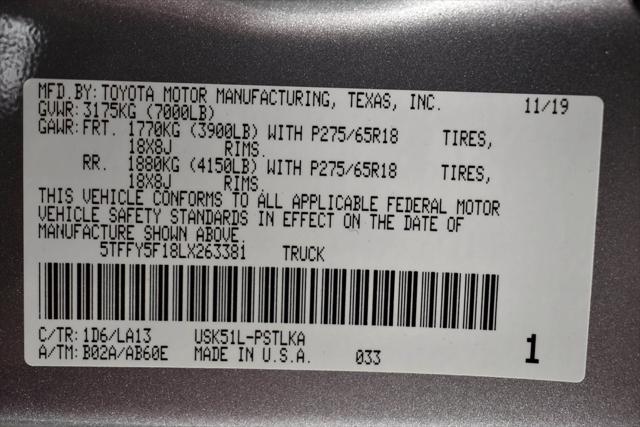 MFD.BY: TOYOTA MOTOR MANUFACTURING, TEXAS, INC. 11/19
GVWR: 3175KG (7000LB)
GAWR: FRT. 1770KG (3900LB) WITH P275/65R18 TIRES,
18X8J RIMS.
RR. 1880KG (4150LB) WITH P275/65R18 TIRES,
18X8J RIMS.
THIS VEHICLE CONFORMS TO ALL APPLICABLE FEDERAL MOTOR
VEHICLE SAFETY STANDARDS IN EFFECT ON THE DATE OF
MANUFACTURE SHOWN ABOVE.
5TFFY5F18LX263381 TRUCK
C/TR: 1D6/LA13 USK51L-PSTLKA
A/TM: B02A/AB60E MADE IN U.S.A. 033 1